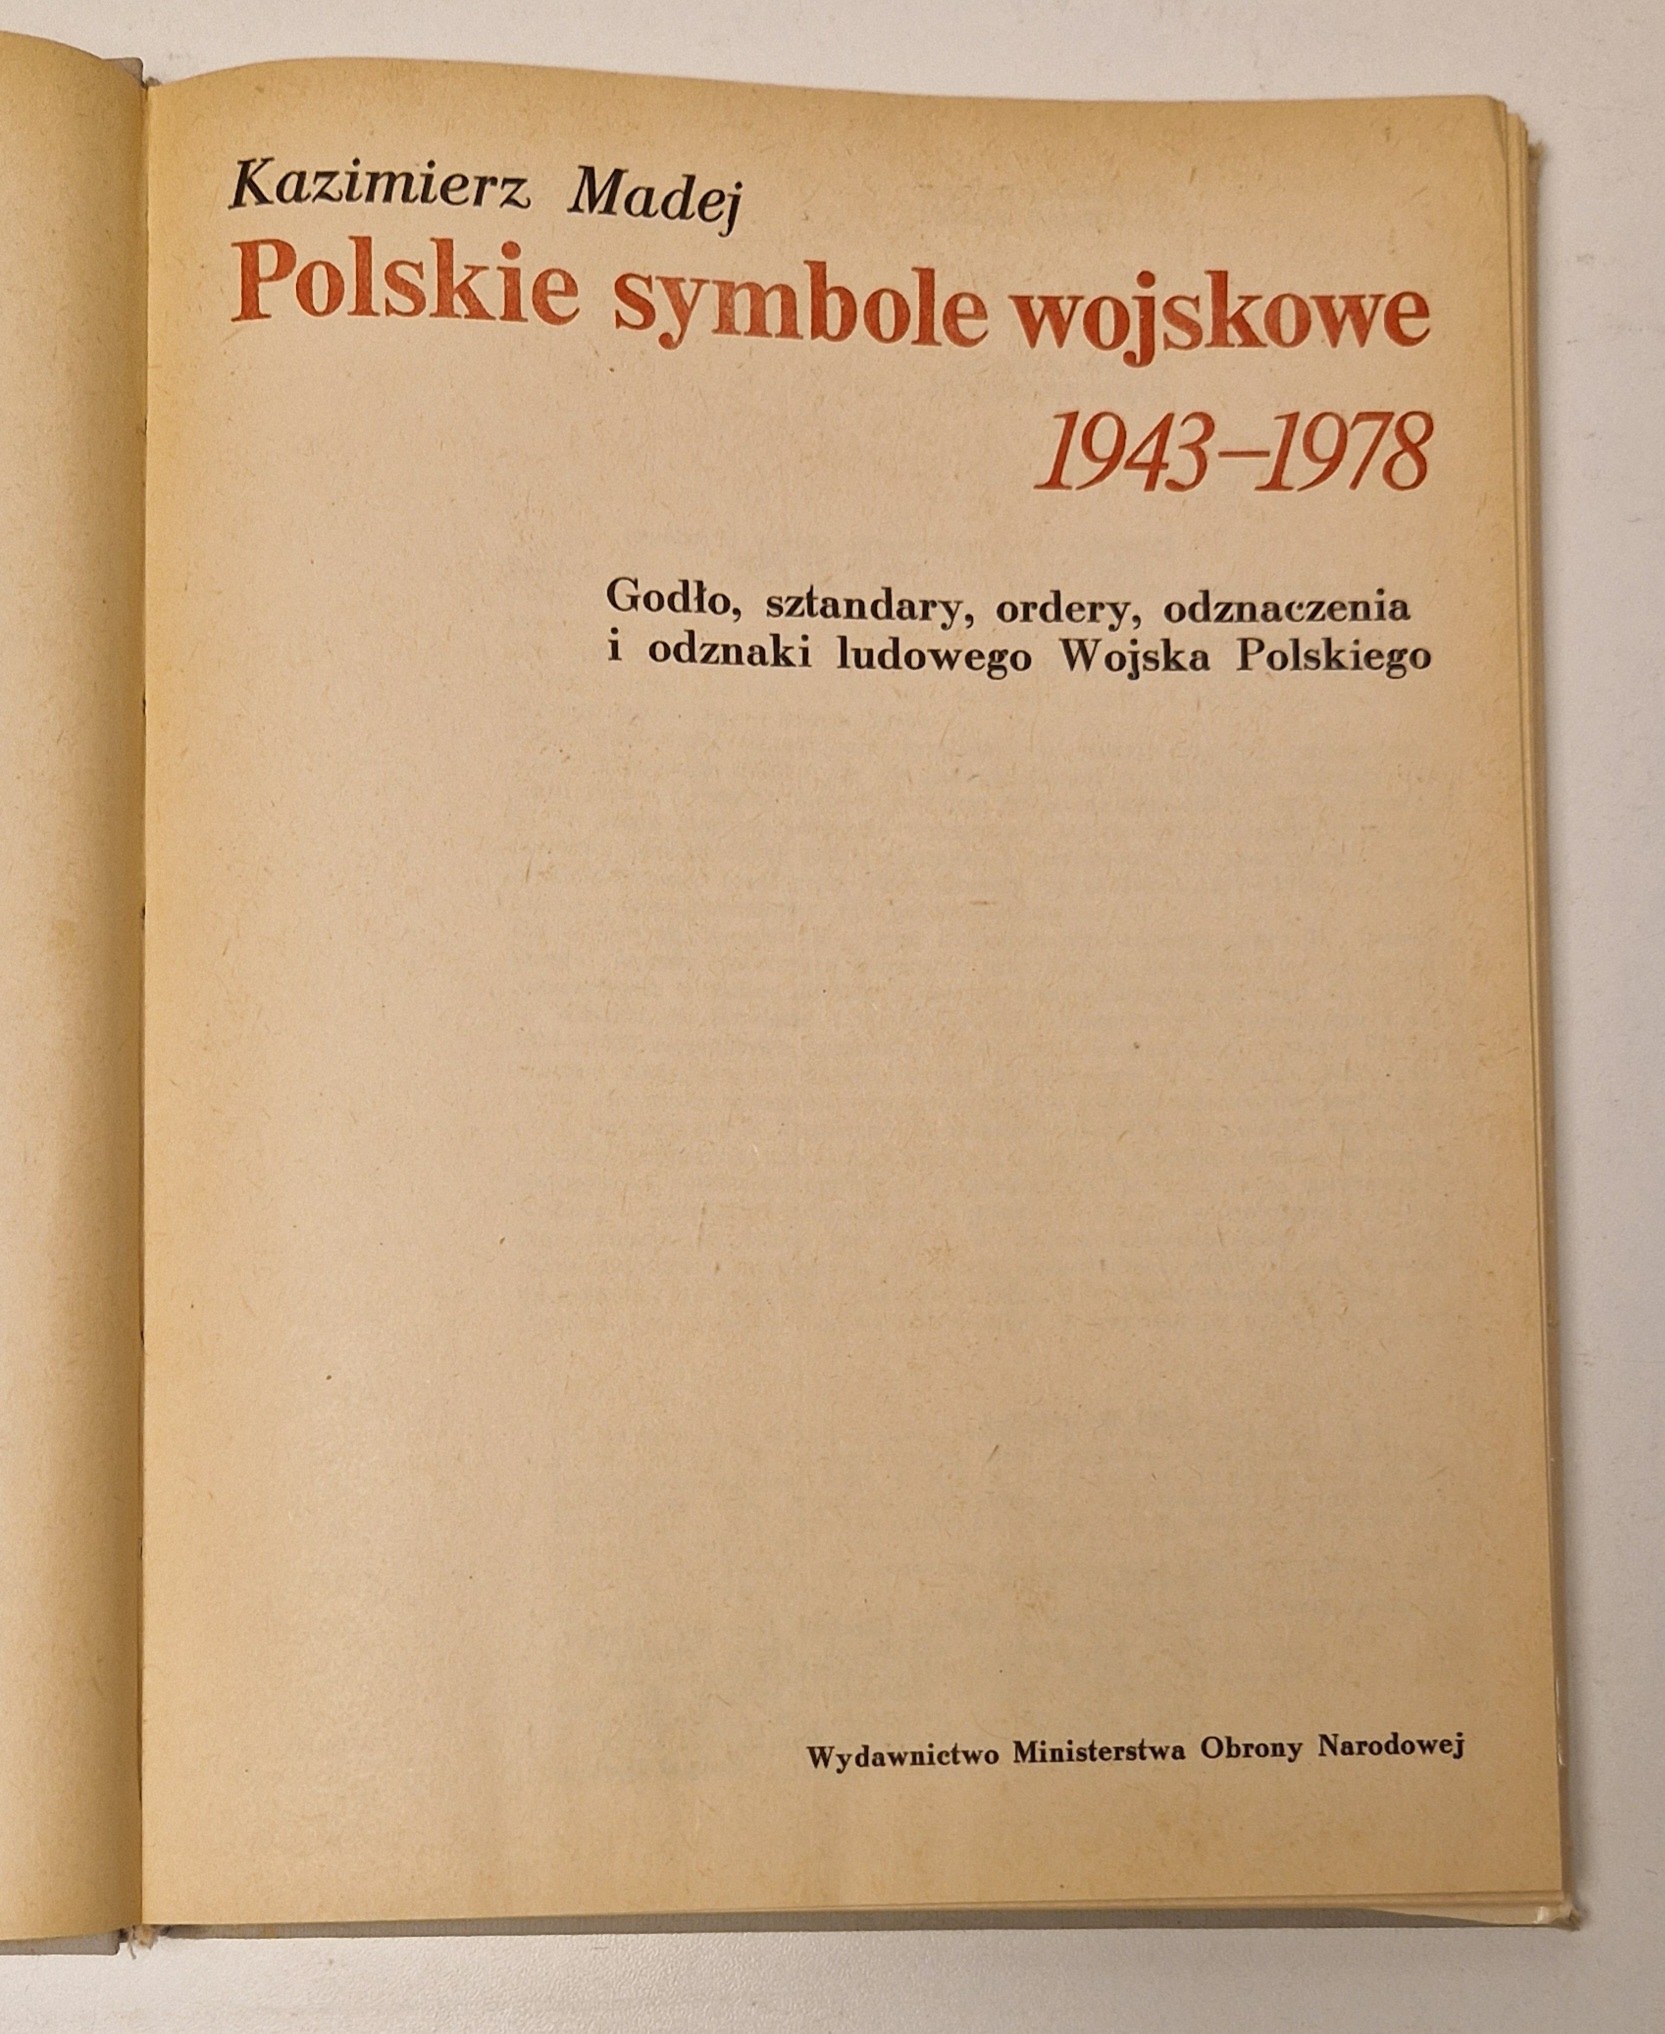 Kazimierz Madej
Polskie symbole wojskowe
1943–1978
Godło, sztandary, ordery, odznaczenia
i odznaki ludowego Wojska Polskiego
Wydawnictwo Ministerstwa Obrony Narodowej